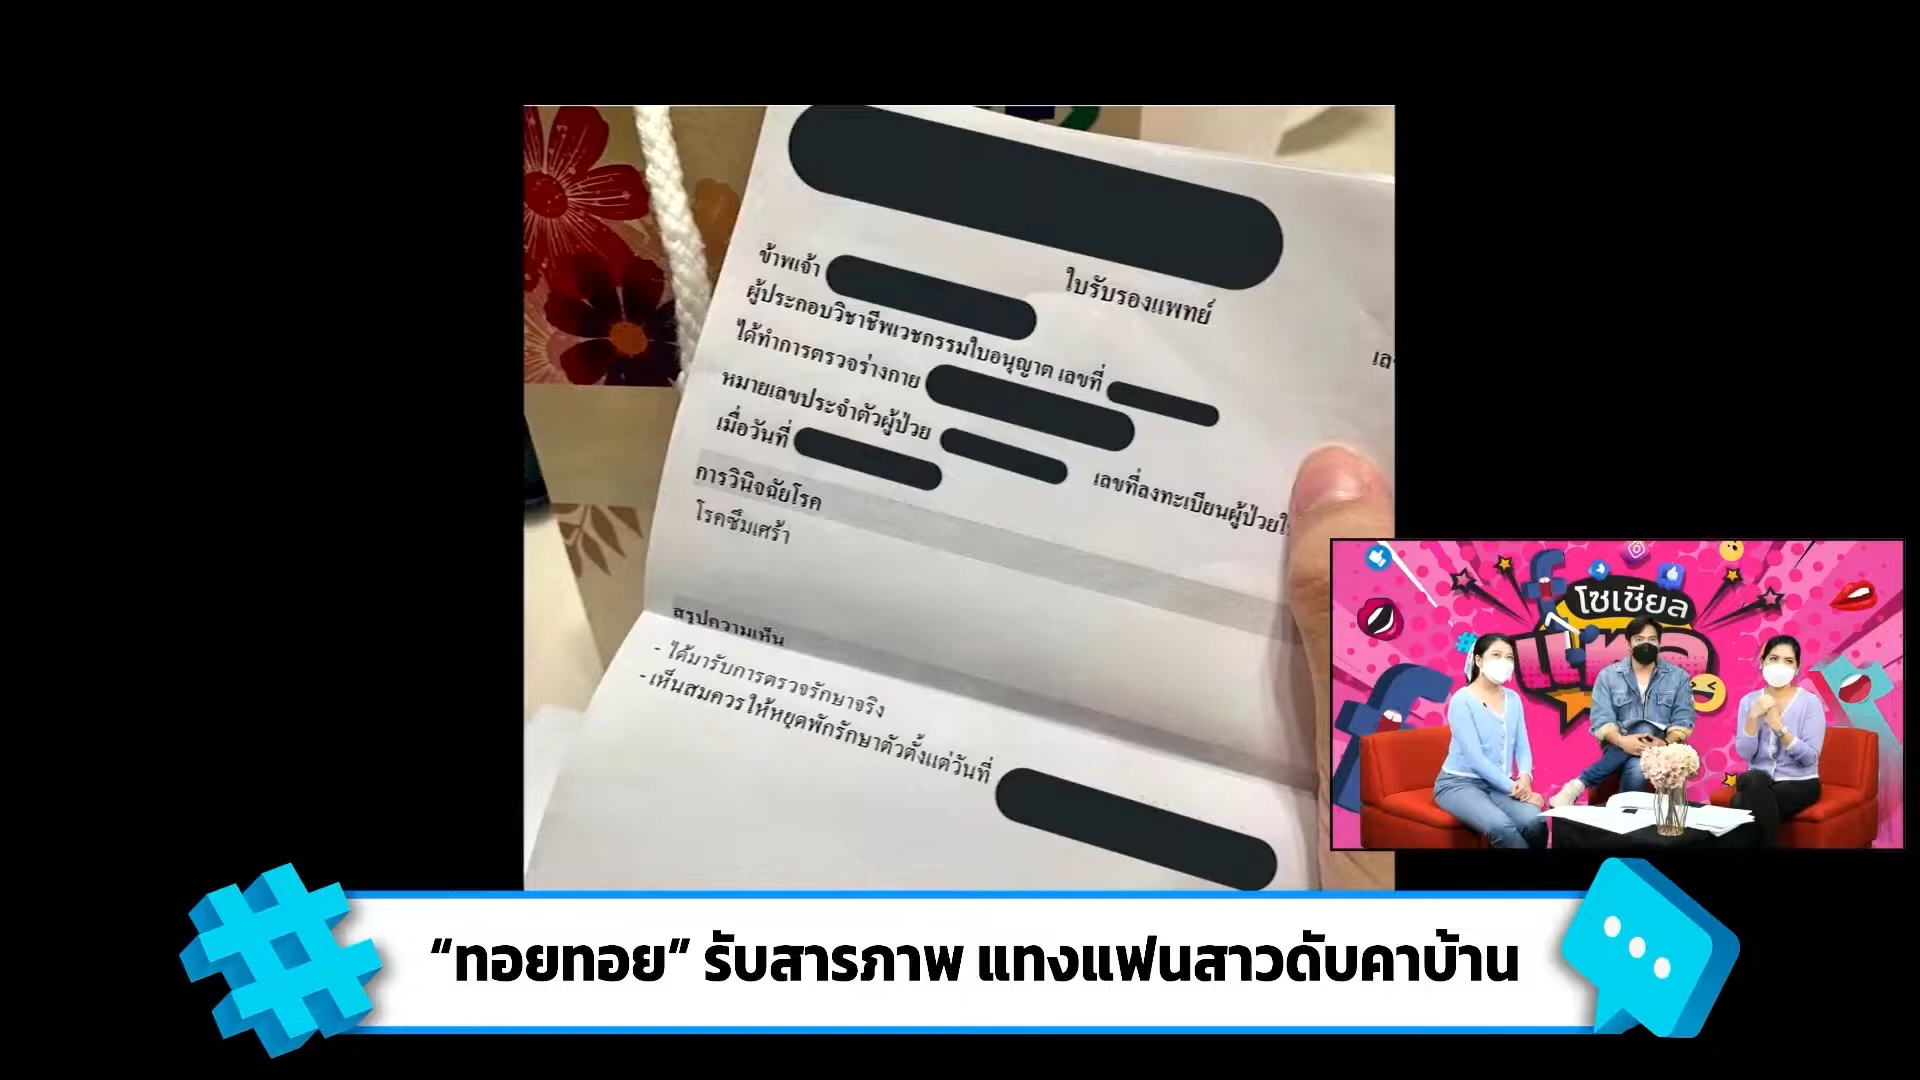 ใบรับรองแพทย์
เล
ข้าพเจ้า
ผู้ประกอบวิชาชีพเวชกรรมใบอนุญาต เลขที่
ได้ทำการตรวจร่างกาย
หมายเลขประจำตัวผู้ป่วย
เลขที่ลงทะเบียนผู้ป่วยใ
เมื่อวันที่
การวินิจฉัยโรค
โรคซึมเศร้า
สรุปความเห็น
- ได้มารับการตรวจรักษาจริง
- เห็นสมควรให้หยุดพักรักษาตัวตั้งแต่วันที่
โซเชียล
“ทอยทอย” รับสารภาพ แทงแฟนสาวดับคาบ้าน